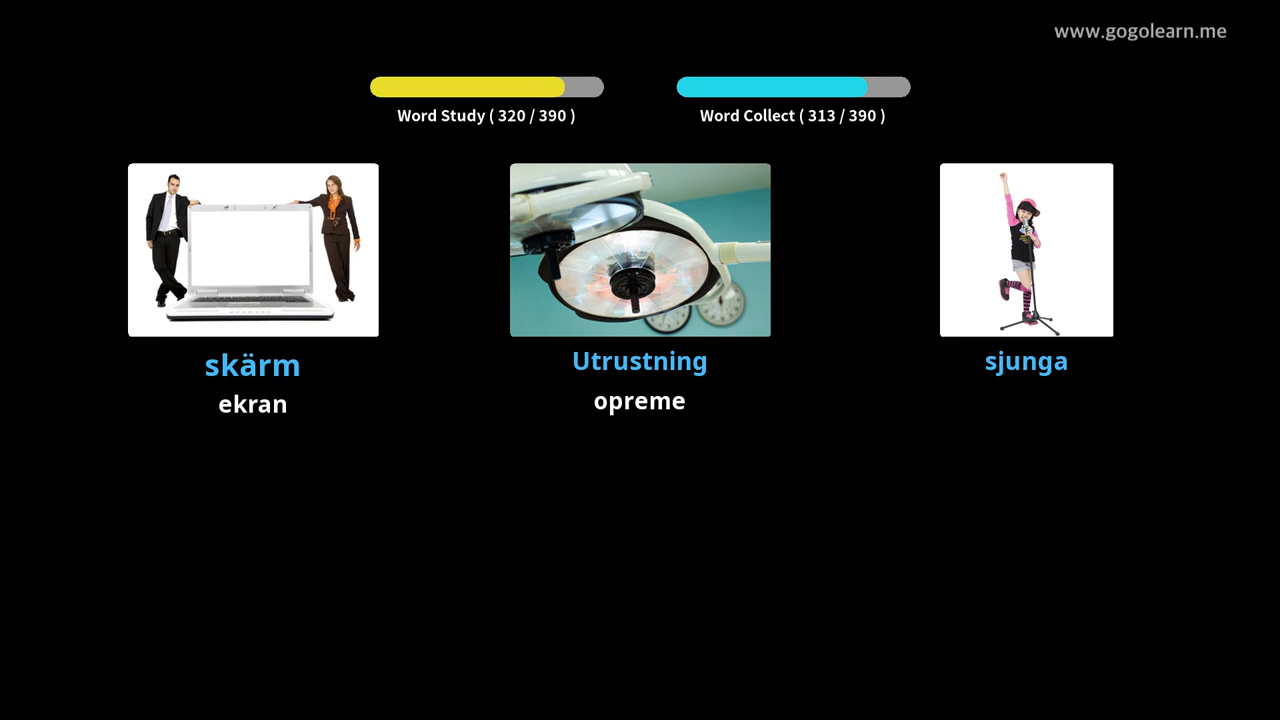 www.gogolearn.me
Word Study ( 320 / 390 )
Word Collect ( 313 / 390 )
skärm
Utrustning
sjunga
ekran
opreme